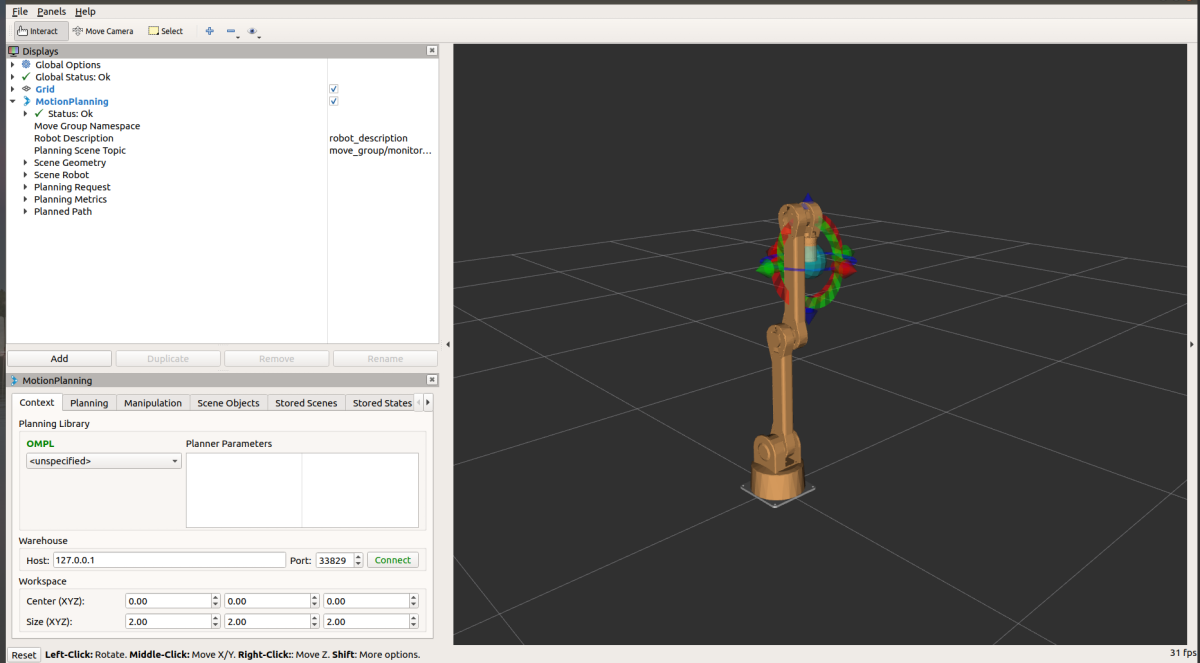 File Panels Help
Interact Move Camera Select
Displays
Global Options
Global Status: Ok
Grid
MotionPlanning
Status: Ok
Move Group Namespace
Robot Description robot_description
Planning Scene Topic move_group/monitor...
Scene Geometry
Scene Robot
Planning Request
Planning Metrics
Planned Path
Add Duplicate Remove Rename
MotionPlanning
Context Planning Manipulation Scene Objects Stored Scenes Stored States
Planning Library
OMPL Planner Parameters
<unspecified>
Warehouse
Host: 127.0.0.1 Port: 33829 Connect
Workspace
Center (XYZ): 0.00 0.00 0.00
Size (XYZ): 2.00 2.00 2.00
Reset Left-Click: Rotate. Middle-Click: Move X/Y. Right-Click:: Move Z. Shift: More options. 31 fps